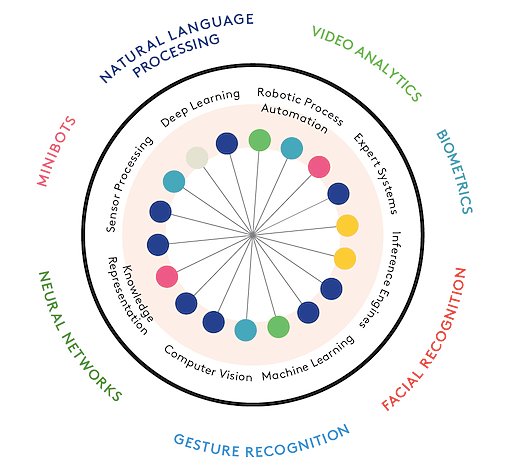 NATURAL LANGUAGE
PROCESSING
VIDEO ANALYTICS
BIOMETRICS
FACIAL RECOGNITION
GESTURE RECOGNITION
NEURAL NETWORKS
MINIBOTS
Deep Learning
Robotic Process
Automation
Expert Systems
Inference Engines
Machine Learning
Computer Vision
Knowledge
Representation
Sensor Processing